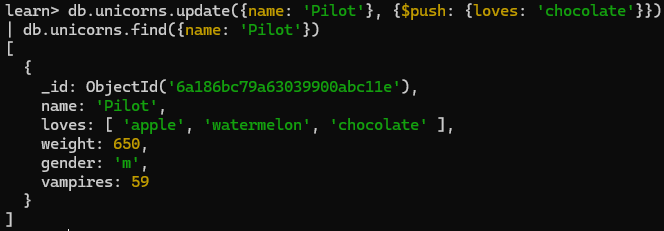 learn> db.unicorns.update({name: 'Pilot'}, {$push: {loves: 'chocolate'}})
| db.unicorns.find({name: 'Pilot'})
[
  {
    _id: ObjectId('6a186bc79a63039900abc11e'),
    name: 'Pilot',
    loves: [ 'apple', 'watermelon', 'chocolate' ],
    weight: 650,
    gender: 'm',
    vampires: 59
  }
]